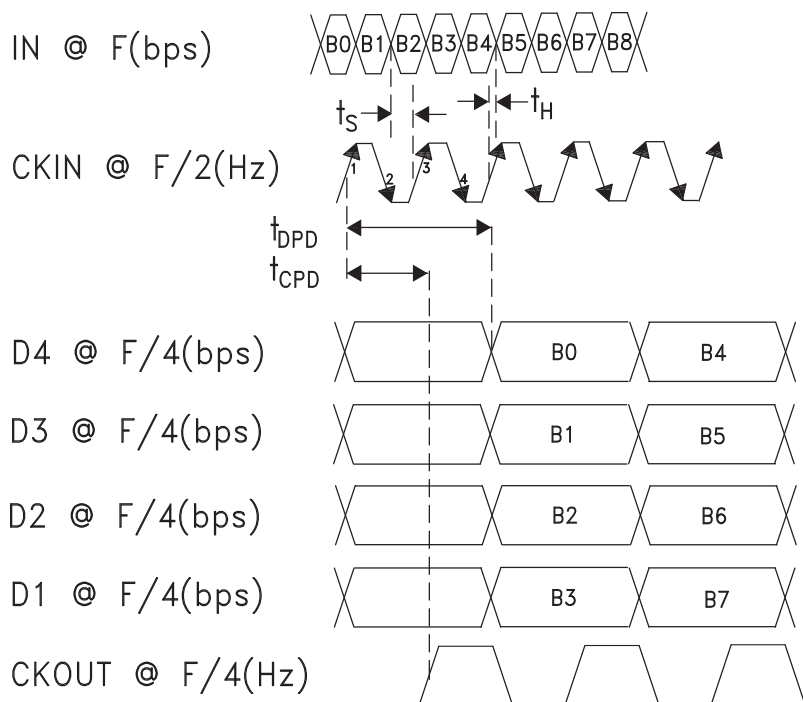 IN @ F(bps) B0 B1 B2 B3 B4 B5 B6 B7 B8
tS tH
CKIN @ F/2(Hz) 1 2 3 4
tDPD
tCPD
D4 @ F/4(bps) B0 B4
D3 @ F/4(bps) B1 B5
D2 @ F/4(bps) B2 B6
D1 @ F/4(bps) B3 B7
CKOUT @ F/4(Hz)